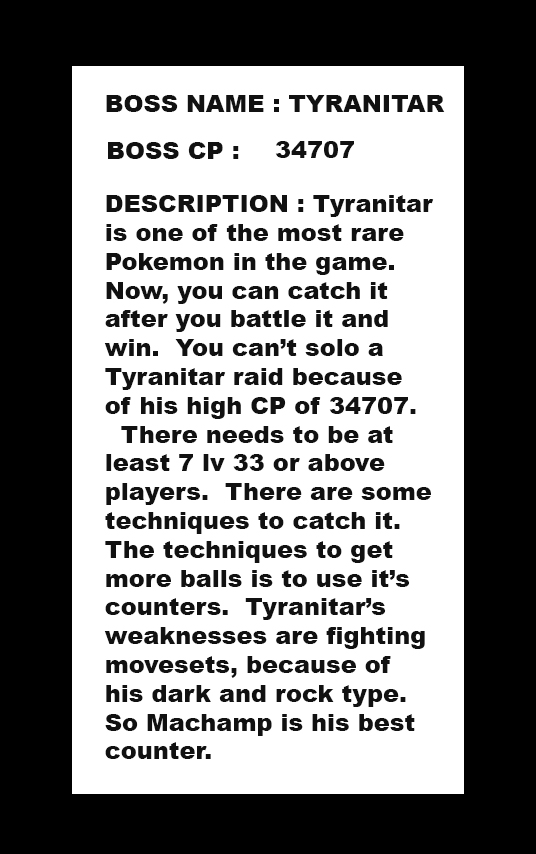 BOSS NAME : TYRANITAR
BOSS CP : 34707
DESCRIPTION : Tyranitar
is one of the most rare
Pokemon in the game.
Now, you can catch it
after you battle it and
win. You can’t solo a
Tyranitar raid because
of his high CP of 34707.
There needs to be at
least 7 lv 33 or above
players. There are some
techniques to catch it.
The techniques to get
more balls is to use it’s
counters. Tyranitar’s
weaknesses are fighting
movesets, because of
his dark and rock type.
So Machamp is his best
counter.